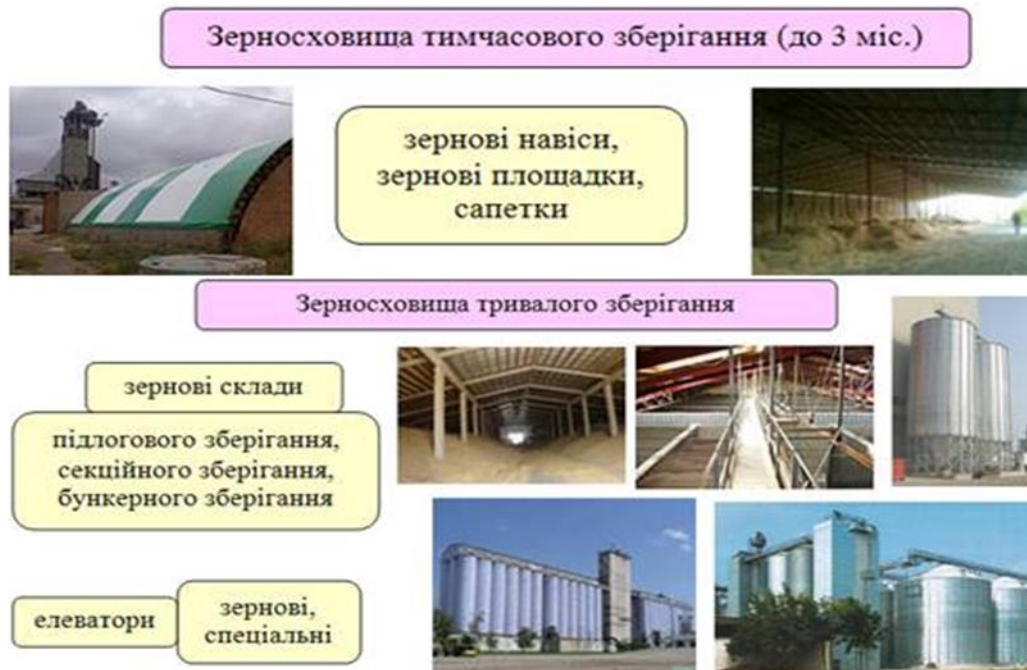 Зерносховища тимчасового зберігання (до 3 міс.)
зернові навіси,
зернові площадки,
сапетки
Зерносховища тривалого зберігання
зернові склади
підлогового зберігання,
секційного зберігання,
бункерного зберігання
елеватори
зернові,
спеціальні